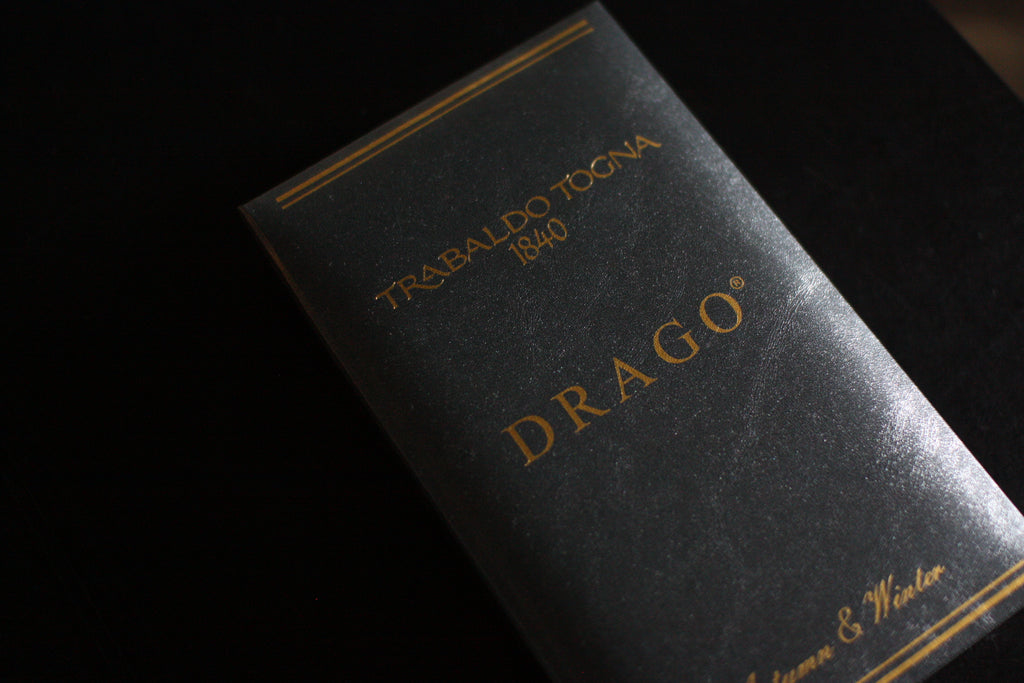 TRABALDO TOGNA
1840
DRAGO®
Autumn & Winter